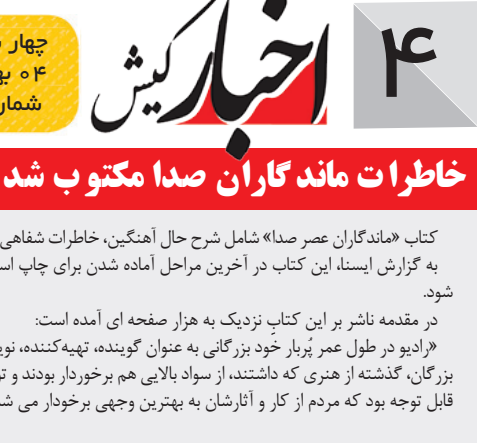 ۴
اخبار کیش
چهار
۰۴
شمار
خاطرات ماندگاران صدا مکتوب شد
کتاب «ماندگاران عصر صدا» شامل شرح حال آهنگین، خاطرات شفاهی
به گزارش ایسنا، این کتاب در آخرین مراحل آماده شدن برای چاپ
شود.
در مقدمه ناشر بر این کتابِ نزدیک به هزار صفحه ای آمده است:
«رادیو در طول عمر پُربار خود بزرگانی به عنوان گوینده، تهیه‌کننده،
بزرگان، گذشته از هنری که داشتند، از سواد بالایی هم برخوردار بودند و
قابل توجه بود که مردم از کار و آثارشان به بهترین وجهی برخودار می